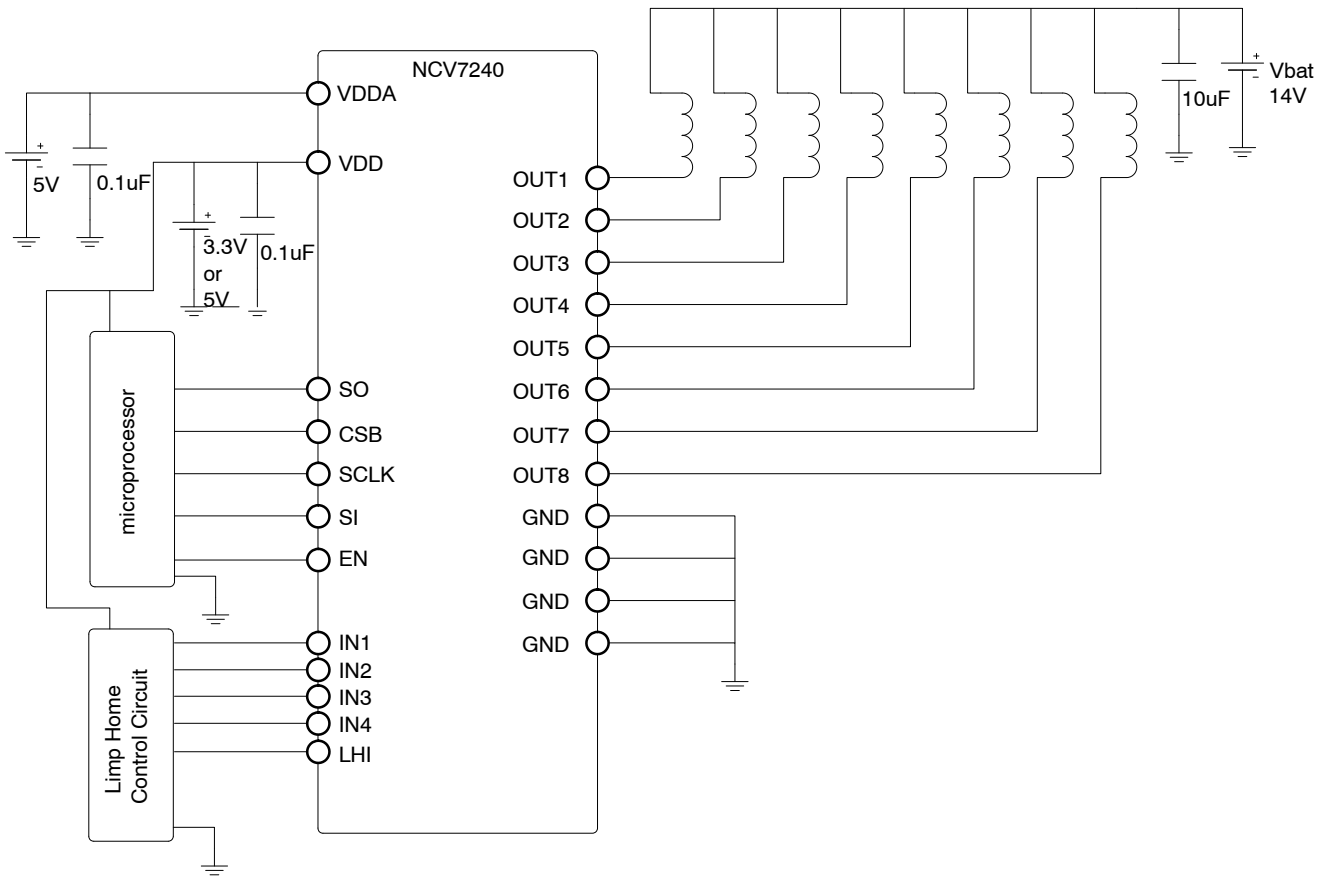 NCV7240
VDDA
VDD
+
-
5V
0.1uF
+
-
3.3V
or
5V
0.1uF
microprocessor
SO
CSB
SCLK
SI
EN
Limp Home
Control Circuit
IN1
IN2
IN3
IN4
LHI
OUT1
OUT2
OUT3
OUT4
OUT5
OUT6
OUT7
OUT8
GND
GND
GND
GND
10uF
+
-
Vbat
14V